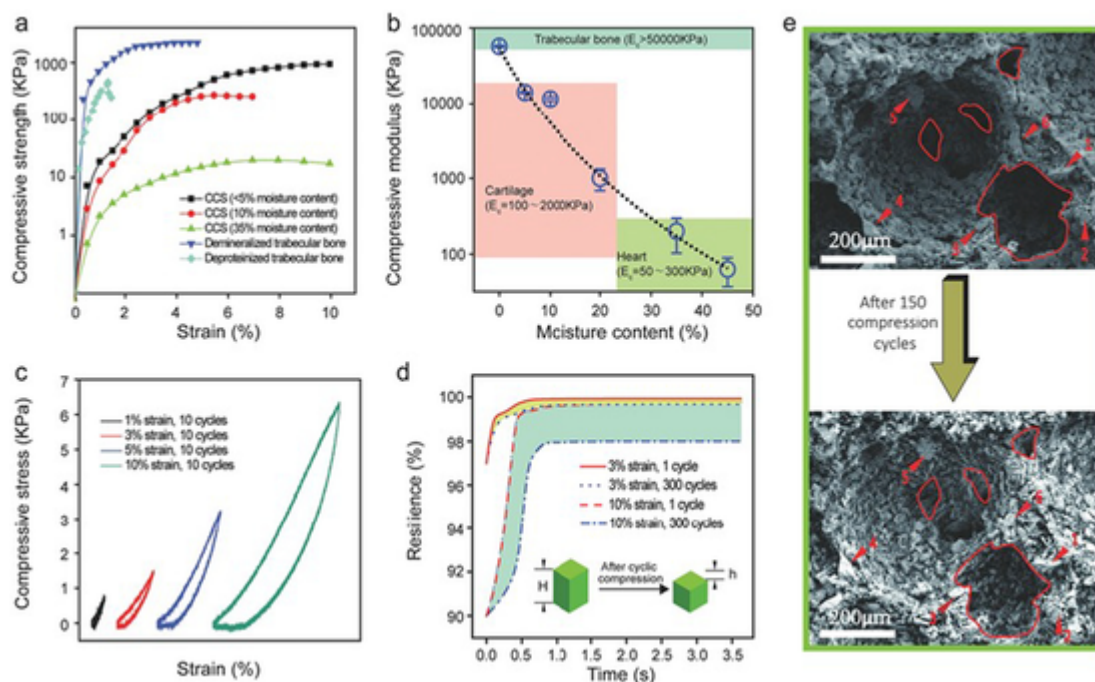 a
Compressive strength (KPa)
1000
100
10
1
0 2 4 6 8 10
Strain (%)
CCS (<5% moisture content)
CCS (10% moisture content)
CCS (35% moisture content)
Demineralized trabecular bone
Deproteinized trabecular bone
b
Compressive modulus (KPa)
100000
10000
1000
100
0 10 20 30 40 50
Mcisture content (%)
Trabecular bone (Ec>50000KPa)
Cartilage
(Ec=100~2000KPa)
Heart
(Ec=50~300KPa)
c
Compressive stress (KPa)
7
6
5
4
3
2
1
0
Strain (%)
1% strain, 10 cycles
3% strain, 10 cycles
5% strain, 10 cycles
10% strain, 10 cycles
d
Resilience (%)
100
98
96
94
92
90
0.0 0.5 1.0 1.5 2.0 2.5 3.0 3.5
Time (s)
3% strain, 1 cycle
3% strain, 300 cycles
10% strain, 1 cycle
10% strain, 300 cycles
H
After cyclic
compression
h
e
200μm
After 150
compression
cycles
200μm